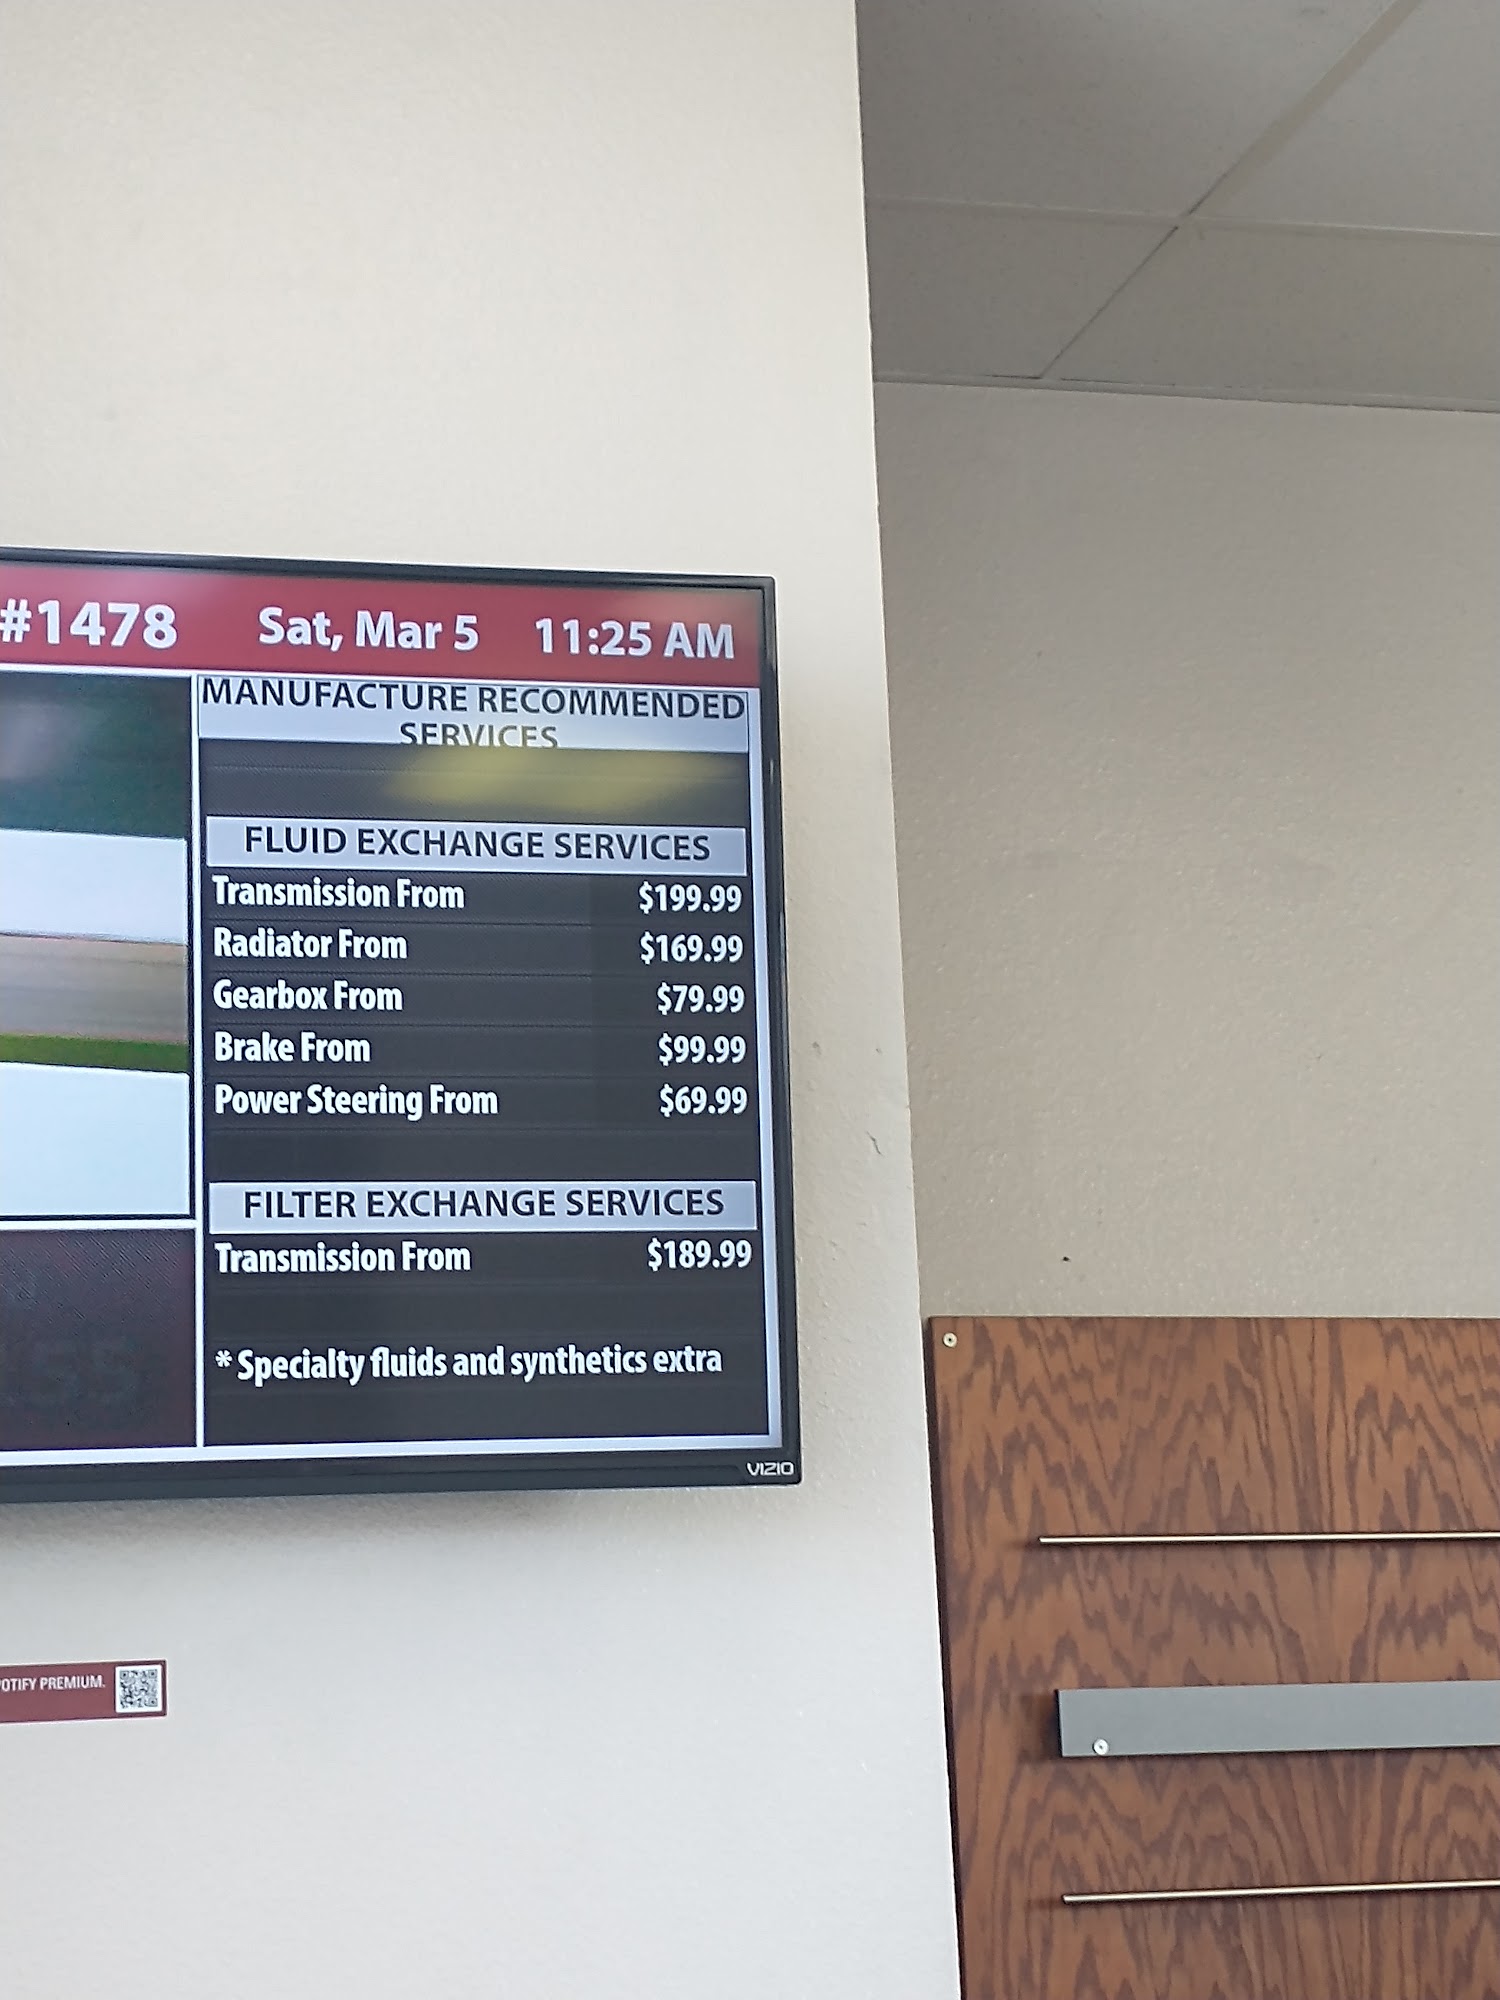 #1478 Sat, Mar 5 11:25 AM
MANUFACTURE RECOMMENDED
SERVICES
FLUID EXCHANGE SERVICES
Transmission From $199.99
Radiator From $169.99
Gearbox From $79.99
Brake From $99.99
Power Steering From $69.99
FILTER EXCHANGE SERVICES
Transmission From $189.99
* Specialty fluids and synthetics extra
VIZIO
OTIFY PREMIUM.